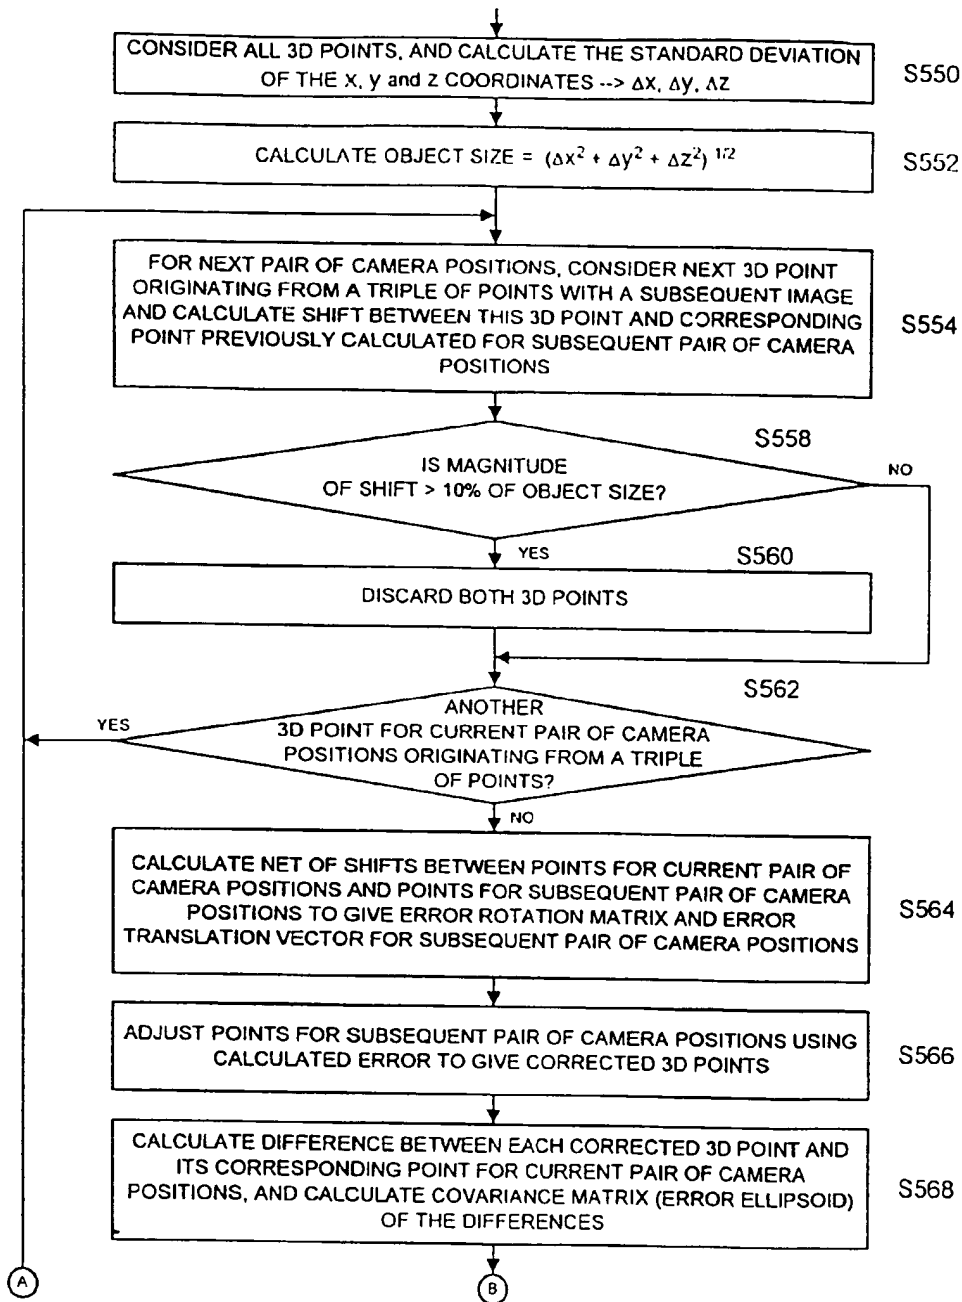 CONSIDER ALL 3D POINTS, AND CALCULATE THE STANDARD DEVIATION
OF THE x, y and z COORDINATES --> Δx, Δy, Δz
S550
CALCULATE OBJECT SIZE = (Δx² + Δy² + Δz²) 1/2
S552
FOR NEXT PAIR OF CAMERA POSITIONS, CONSIDER NEXT 3D POINT
ORIGINATING FROM A TRIPLE OF POINTS WITH A SUBSEQUENT IMAGE
AND CALCULATE SHIFT BETWEEN THIS 3D POINT AND CORRESPONDING
POINT PREVIOUSLY CALCULATED FOR SUBSEQUENT PAIR OF CAMERA
POSITIONS
S554
S558
IS MAGNITUDE
OF SHIFT > 10% OF OBJECT SIZE?
NO
YES
S560
DISCARD BOTH 3D POINTS
S562
YES
ANOTHER
3D POINT FOR CURRENT PAIR OF CAMERA
POSITIONS ORIGINATING FROM A TRIPLE
OF POINTS?
NO
CALCULATE NET OF SHIFTS BETWEEN POINTS FOR CURRENT PAIR OF
CAMERA POSITIONS AND POINTS FOR SUBSEQUENT PAIR OF CAMERA
POSITIONS TO GIVE ERROR ROTATION MATRIX AND ERROR
TRANSLATION VECTOR FOR SUBSEQUENT PAIR OF CAMERA POSITIONS
S564
ADJUST POINTS FOR SUBSEQUENT PAIR OF CAMERA POSITIONS USING
CALCULATED ERROR TO GIVE CORRECTED 3D POINTS
S566
CALCULATE DIFFERENCE BETWEEN EACH CORRECTED 3D POINT AND
ITS CORRESPONDING POINT FOR CURRENT PAIR OF CAMERA
POSITIONS, AND CALCULATE COVARIANCE MATRIX (ERROR ELLIPSOID)
OF THE DIFFERENCES
S568
A
B